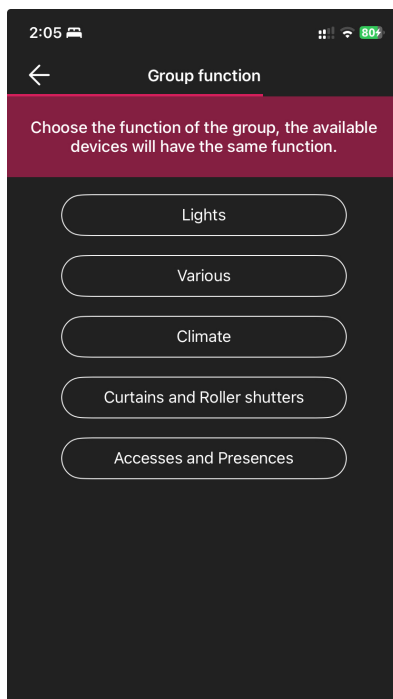 2:05
80
Group function
Choose the function of the group, the available
devices will have the same function.
Lights
Various
Climate
Curtains and Roller shutters
Accesses and Presences